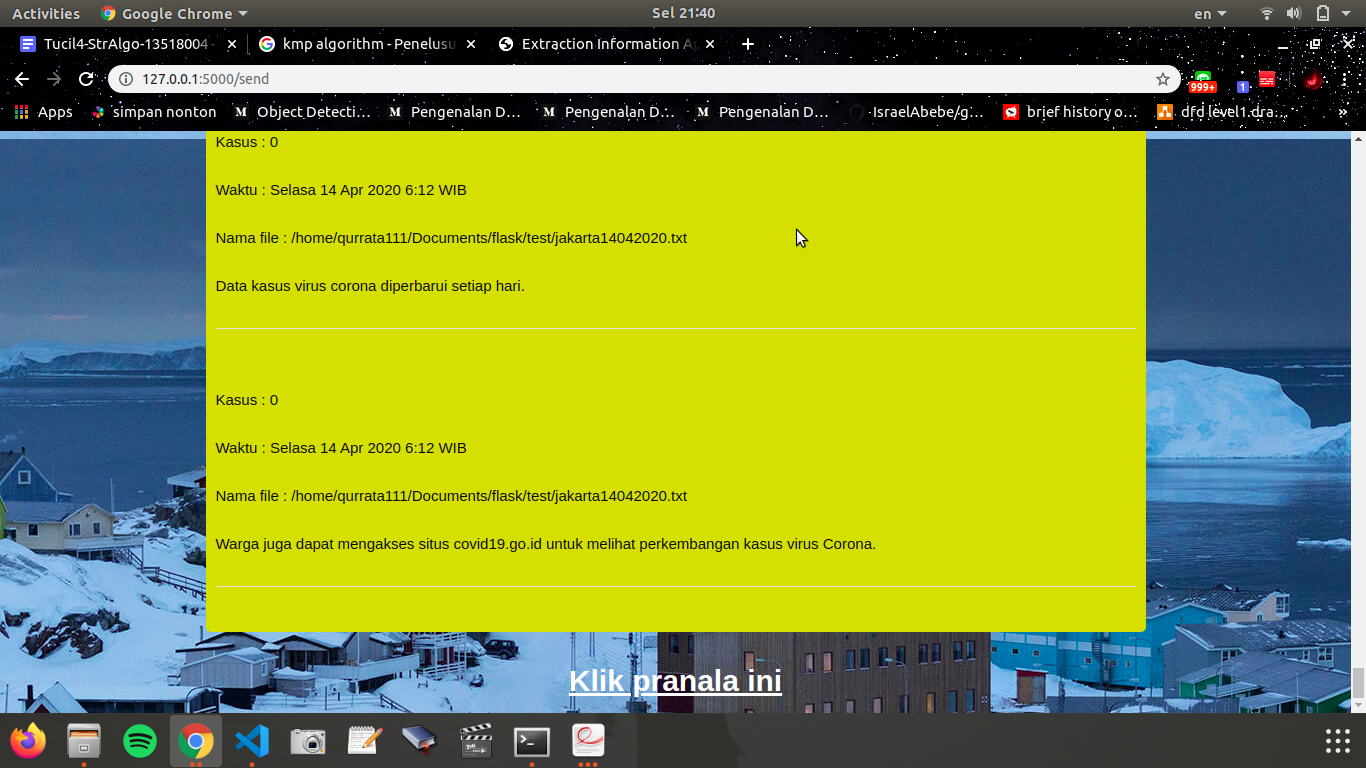 Activities
Google Chrome
Sel 21:40
en
Tucil4-StrAlgo-13518004 -
kmp algorithm - Penelusu
Extraction Information Ap
127.0.0.1:5000/send
999+
1
Apps
simpan nonton
Object Detecti…
Pengenalan D…
Pengenalan D…
Pengenalan D…
IsraelAbebe/g…
brief history o…
dfd level1.dra…
»
Kasus : 0
Waktu : Selasa 14 Apr 2020 6:12 WIB
Nama file : /home/qurrata111/Documents/flask/test/jakarta14042020.txt
Data kasus virus corona diperbarui setiap hari.
Kasus : 0
Waktu : Selasa 14 Apr 2020 6:12 WIB
Nama file : /home/qurrata111/Documents/flask/test/jakarta14042020.txt
Warga juga dapat mengakses situs covid19.go.id untuk melihat perkembangan kasus virus Corona.
Klik pranala ini